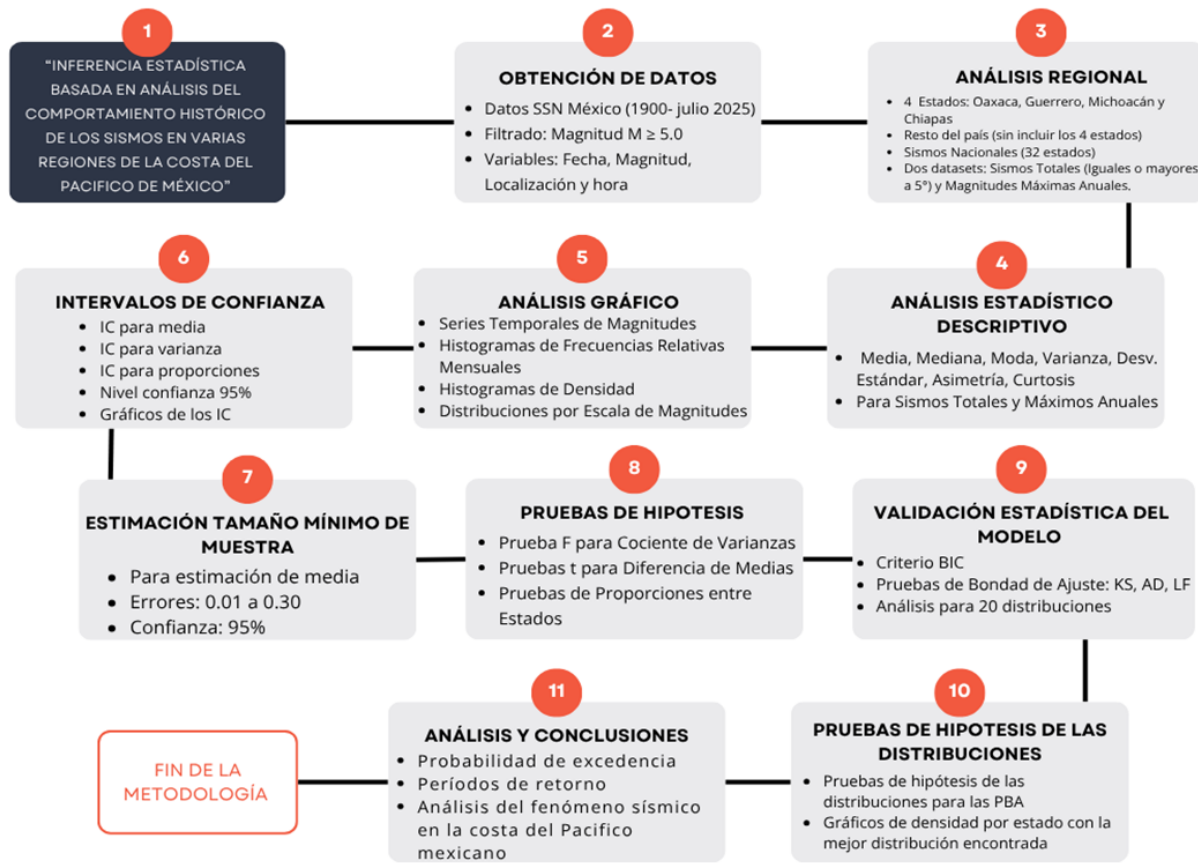 1
“INFERENCIA ESTADÍSTICA
BASADA EN ANÁLISIS DEL
COMPORTAMIENTO HISTÓRICO
DE LOS SISMOS EN VARIAS
REGIONES DE LA COSTA DEL
PACIFICO DE MÉXICO”
2
OBTENCIÓN DE DATOS
• Datos SSN México (1900- julio 2025)
• Filtrado: Magnitud M ≥ 5.0
• Variables: Fecha, Magnitud,
Localización y hora
3
ANÁLISIS REGIONAL
• 4 Estados: Oaxaca, Guerrero, Michoacán y
Chiapas
• Resto del país (sin incluir los 4 estados)
• Sismos Nacionales (32 estados)
• Dos datasets: Sismos Totales (Iguales o mayores
a 5°) y Magnitudes Máximas Anuales.
4
ANÁLISIS ESTADÍSTICO
DESCRIPTIVO
• Media, Mediana, Moda, Varianza, Desv.
Estándar, Asimetría, Curtosis
• Para Sismos Totales y Máximos Anuales
5
ANÁLISIS GRÁFICO
• Series Temporales de Magnitudes
• Histogramas de Frecuencias Relativas
Mensuales
• Histogramas de Densidad
• Distribuciones por Escala de Magnitudes
6
INTERVALOS DE CONFIANZA
• IC para media
• IC para varianza
• IC para proporciones
• Nivel confianza 95%
• Gráficos de los IC
7
ESTIMACIÓN TAMAÑO MÍNIMO DE
MUESTRA
• Para estimación de media
• Errores: 0.01 a 0.30
• Confianza: 95%
8
PRUEBAS DE HIPOTESIS
• Prueba F para Cociente de Varianzas
• Pruebas t para Diferencia de Medias
• Pruebas de Proporciones entre
Estados
9
VALIDACIÓN ESTADÍSTICA DEL
MODELO
• Criterio BIC
• Pruebas de Bondad de Ajuste: KS, AD, LF
• Análisis para 20 distribuciones
10
PRUEBAS DE HIPOTESIS DE LAS
DISTRIBUCIONES
• Pruebas de hipótesis de las
distribuciones para las PBA
• Gráficos de densidad por estado con la
mejor distribución encontrada
11
ANÁLISIS Y CONCLUSIONES
• Probabilidad de excedencia
• Períodos de retorno
• Análisis del fenómeno sísmico
en la costa del Pacifico
mexicano
FIN DE LA
METODOLOGÍA